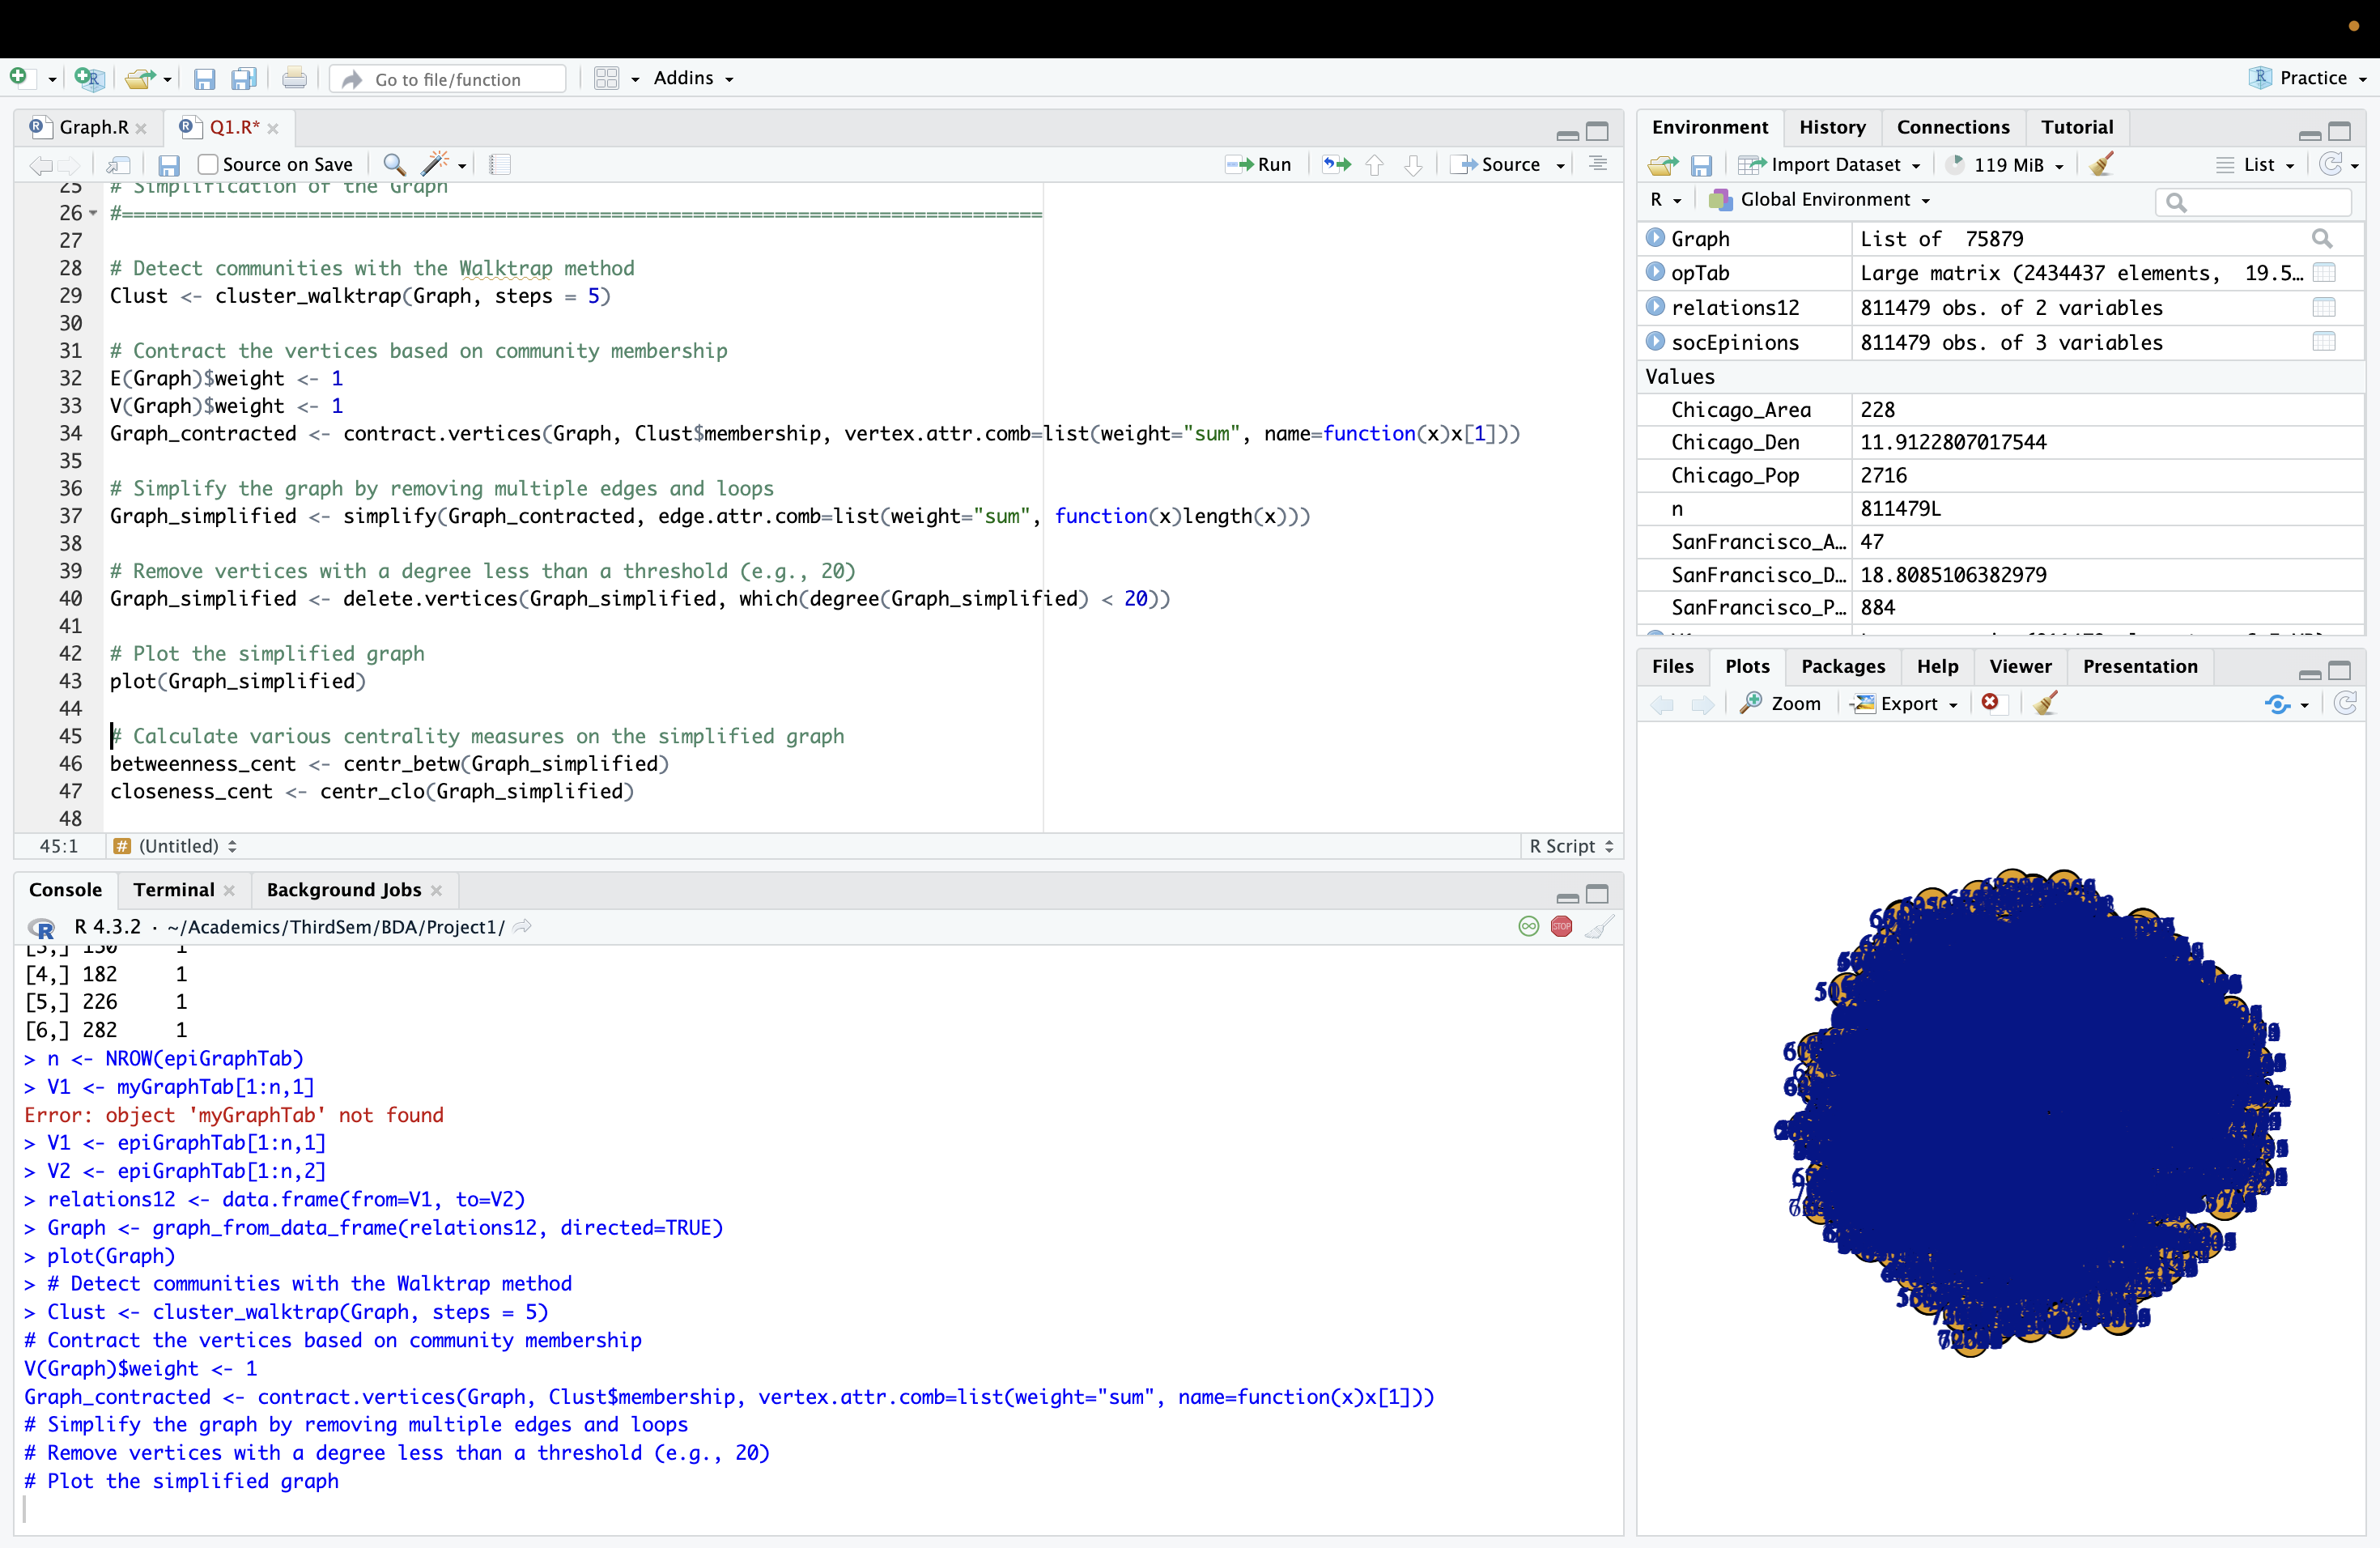 Go to file/function
Addins
Practice
Graph.R
Q1.R*
Source on Save
Run
Source
25 # Simplification of the Graph
26 #===============================================================================
27
28 # Detect communities with the Walktrap method
29 Clust <- cluster_walktrap(Graph, steps = 5)
30
31 # Contract the vertices based on community membership
32 E(Graph)$weight <- 1
33 V(Graph)$weight <- 1
34 Graph_contracted <- contract.vertices(Graph, Clust$membership, vertex.attr.comb=list(weight="sum", name=function(x)x[1]))
35
36 # Simplify the graph by removing multiple edges and loops
37 Graph_simplified <- simplify(Graph_contracted, edge.attr.comb=list(weight="sum", function(x)length(x)))
38
39 # Remove vertices with a degree less than a threshold (e.g., 20)
40 Graph_simplified <- delete.vertices(Graph_simplified, which(degree(Graph_simplified) < 20))
41
42 # Plot the simplified graph
43 plot(Graph_simplified)
44
45 # Calculate various centrality measures on the simplified graph
46 betweenness_cent <- centr_betw(Graph_simplified)
47 closeness_cent <- centr_clo(Graph_simplified)
48
45:1 # (Untitled) R Script
Console Terminal Background Jobs
R 4.3.2 · ~/Academics/ThirdSem/BDA/Project1/
STOP
[3,] 130 1
[4,] 182 1
[5,] 226 1
[6,] 282 1
> n <- NROW(epiGraphTab)
> V1 <- myGraphTab[1:n,1]
Error: object 'myGraphTab' not found
> V1 <- epiGraphTab[1:n,1]
> V2 <- epiGraphTab[1:n,2]
> relations12 <- data.frame(from=V1, to=V2)
> Graph <- graph_from_data_frame(relations12, directed=TRUE)
> plot(Graph)
> # Detect communities with the Walktrap method
> Clust <- cluster_walktrap(Graph, steps = 5)
# Contract the vertices based on community membership
V(Graph)$weight <- 1
Graph_contracted <- contract.vertices(Graph, Clust$membership, vertex.attr.comb=list(weight="sum", name=function(x)x[1]))
# Simplify the graph by removing multiple edges and loops
# Remove vertices with a degree less than a threshold (e.g., 20)
# Plot the simplified graph
Environment History Connections Tutorial
Import Dataset 119 MiB List
R Global Environment
Graph List of 75879
opTab Large matrix (2434437 elements, 19.5…
relations12 811479 obs. of 2 variables
socEpinions 811479 obs. of 3 variables
Values
Chicago_Area 228
Chicago_Den 11.9122807017544
Chicago_Pop 2716
n 811479L
SanFrancisco_A… 47
SanFrancisco_D… 18.8085106382979
SanFrancisco_P… 884
Files Plots Packages Help Viewer Presentation
Zoom Export